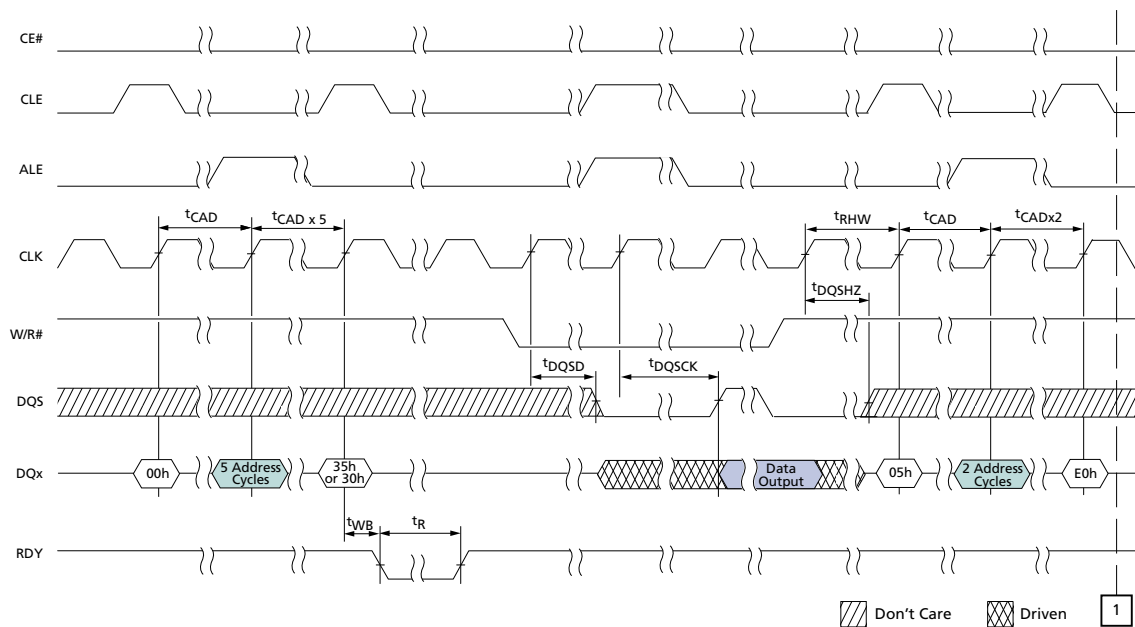 CE#
CLE
ALE
tCAD
tCAD x 5
tRHW
tCAD
tCADx2
CLK
tDQSHZ
W/R#
tDQSD
tDQSCK
DQS
DQx
00h
5 Address
Cycles
35h
or 30h
Data
Output
05h
2 Address
Cycles
E0h
tWB
tR
RDY
Don't Care
Driven
1